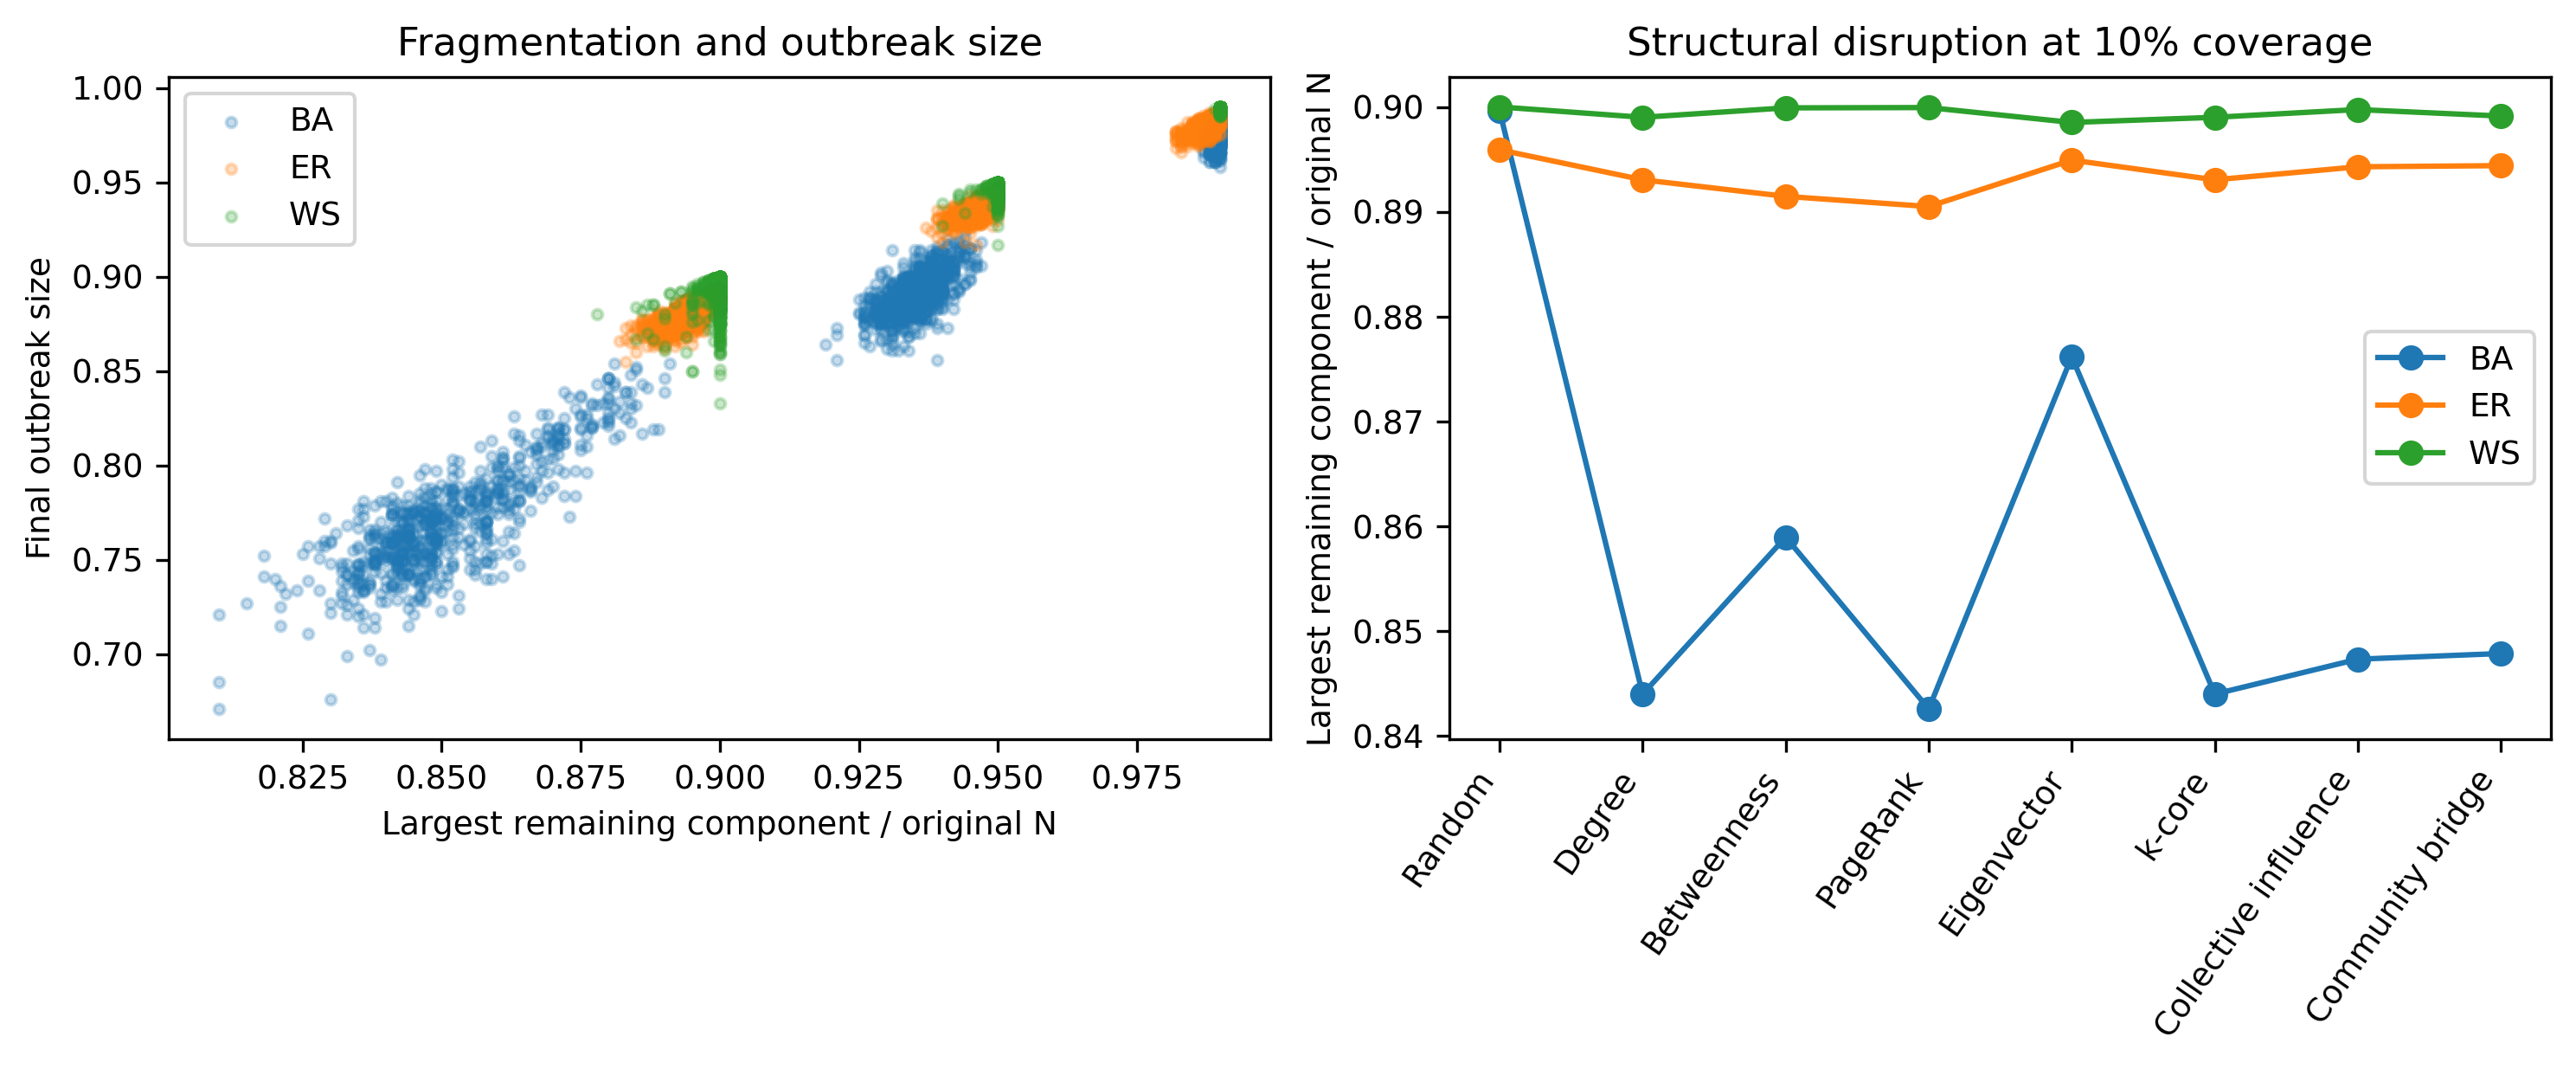 Fragmentation and outbreak size
1.00
0.95
0.90
0.85
0.80
0.75
0.70
Final outbreak size
BA
ER
WS
0.825
0.850
0.875
0.900
0.925
0.950
0.975
Largest remaining component / original N
Structural disruption at 10% coverage
0.90
0.89
0.88
0.87
0.86
0.85
0.84
Largest remaining component / original N
BA
ER
WS
Random
Degree
Betweenness
PageRank
Eigenvector
k-core
Collective influence
Community bridge